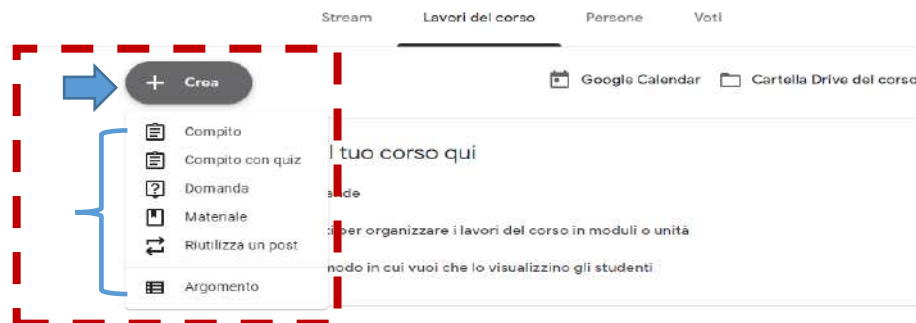 Stream Lavori del corso Persone Voti
+ Crea
Google Calendar Cartella Drive del corso
Compito
l tuo corso qui
Compito con quiz
Domanda
ande
Materiale
ti per organizzare i lavori del corso in moduli o unità
Riutilizza un post
modo in cui vuoi che lo visualizzino gli studenti
Argomento